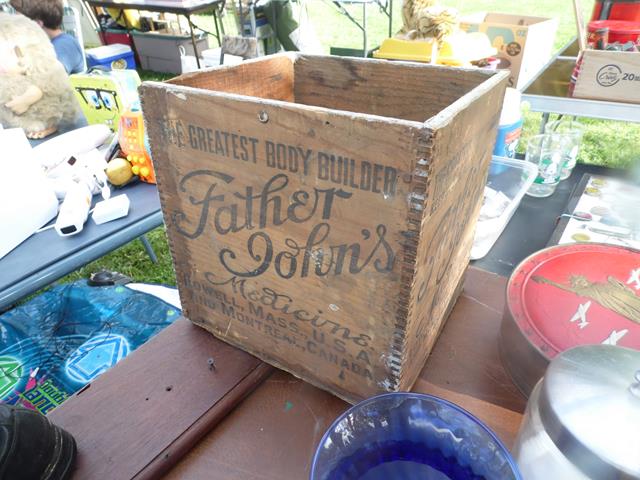 THE GREATEST BODY BUILDER
Father
John's
Medicine
LOWELL, MASS., U.S.A.
AND MONTREAL, CANADA